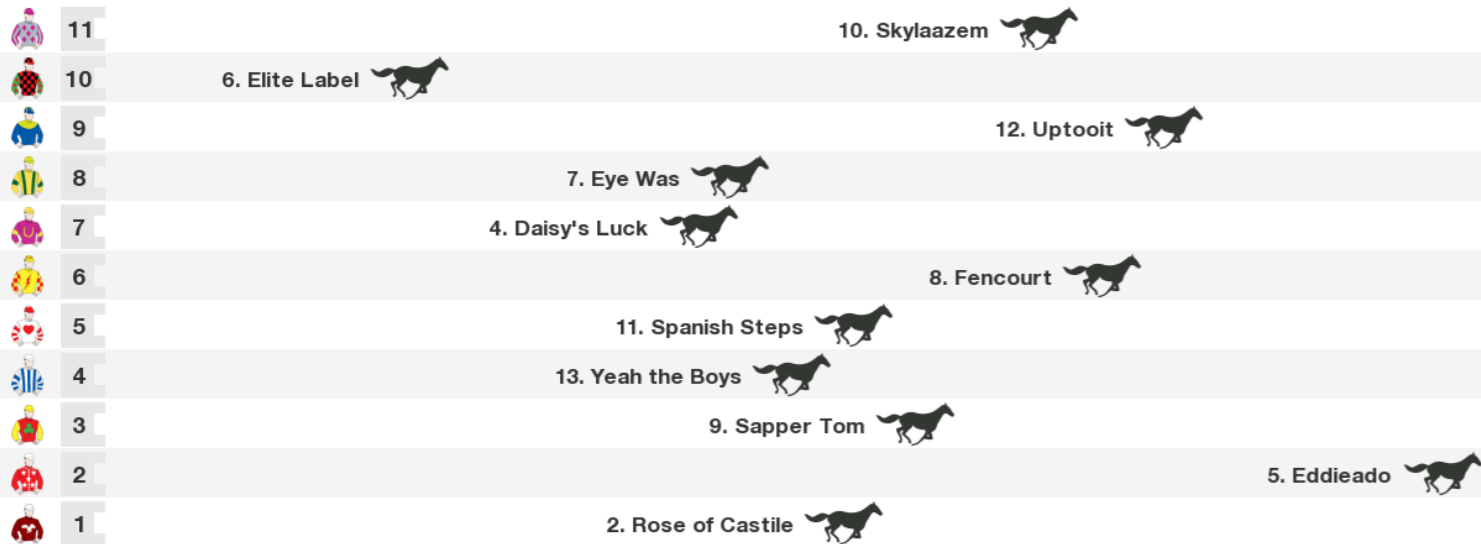 11 10. Skylaazem
10 6. Elite Label
9 12. Uptooit
8 7. Eye Was
7 4. Daisy's Luck
6 8. Fencourt
5 11. Spanish Steps
4 13. Yeah the Boys
3 9. Sapper Tom
2 5. Eddieado
1 2. Rose of Castile